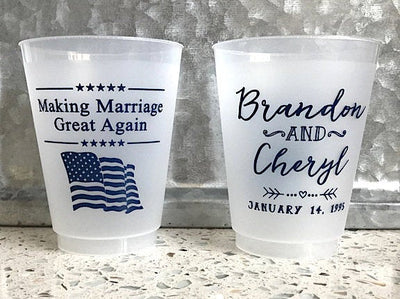 Making Marriage
Great Again
Brandon
AND
Cheryl
JANUARY 14, 1995